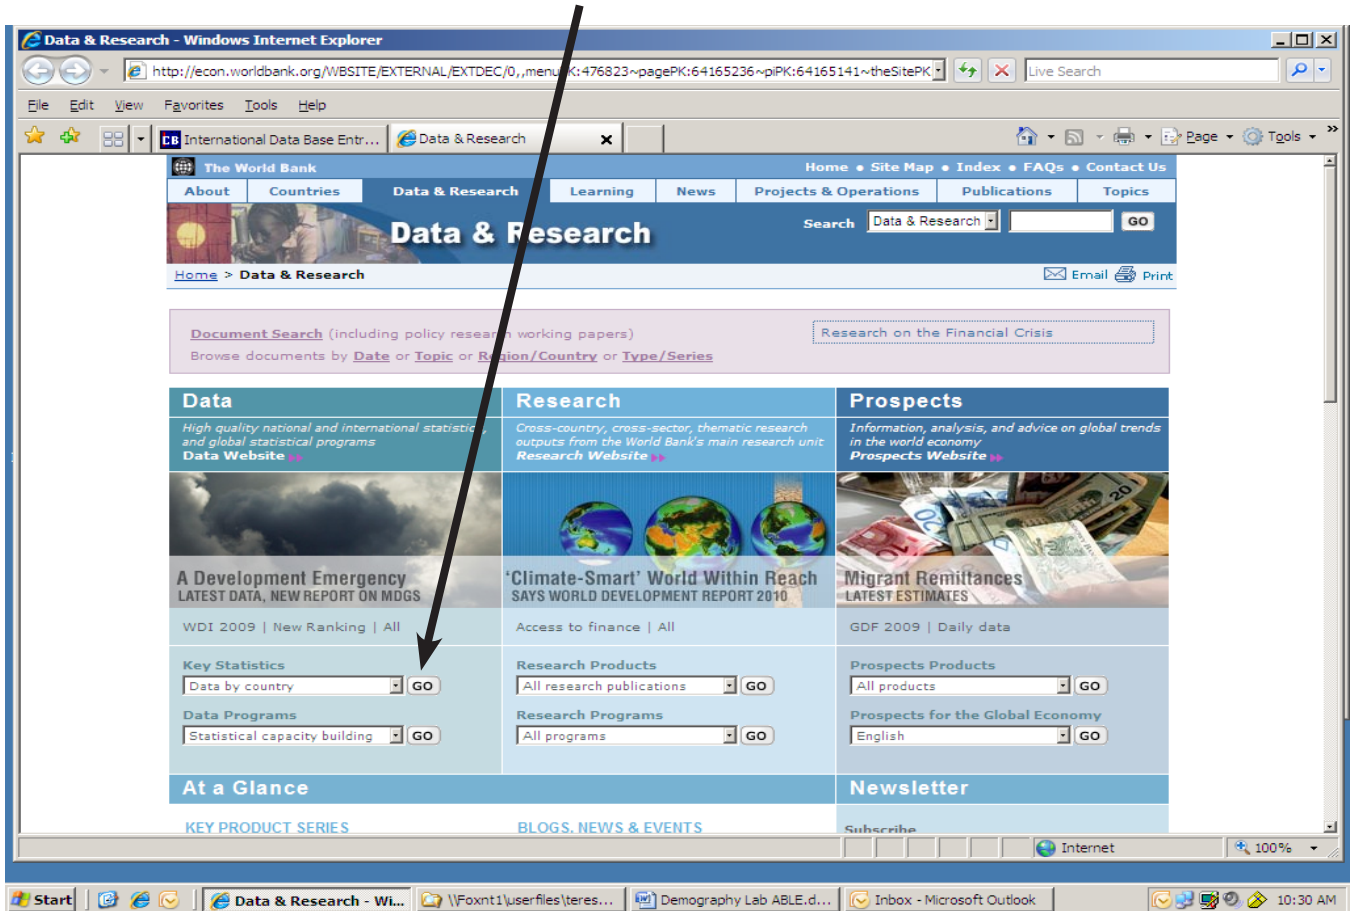 Data & Research - Windows Internet Explorer
http://econ.worldbank.org/WBSITE/EXTERNAL/EXTDEC/0,,menuPK:476823~pagePK:64165236~piPK:64165141~theSitePK
Live Search
File Edit View Favorites Tools Help
CB International Data Base Entr... Data & Research
Page Tools »
The World Bank Home • Site Map • Index • FAQs • Contact Us
About Countries Data & Research Learning News Projects & Operations Publications Topics
Data & Research
Search Data & Research GO
Home > Data & Research Email Print
Document Search (including policy research working papers)
Browse documents by Date or Topic or Region/Country or Type/Series
Research on the Financial Crisis
Data
High quality national and international statistics,
and global statistical programs
Data Website
A Development Emergency
LATEST DATA, NEW REPORT ON MDGS
WDI 2009 | New Ranking | All
Key Statistics
Data by country GO
Data Programs
Statistical capacity building GO
Research
Cross-country, cross-sector, thematic research
outputs from the World Bank's main research unit
Research Website
'Climate-Smart' World Within Reach
SAYS WORLD DEVELOPMENT REPORT 2010
Access to finance | All
Research Products
All research publications GO
Research Programs
All programs GO
Prospects
Information, analysis, and advice on global trends
in the world economy
Prospects Website
20
10
Migrant Remittances
LATEST ESTIMATES
GDF 2009 | Daily data
Prospects Products
All products GO
Prospects for the Global Economy
English GO
At a Glance
KEY PRODUCT SERIES
BLOGS, NEWS & EVENTS
Newsletter
Subscribe
Internet 100%
Start Data & Research - Wi... \\Foxnt1\userfiles\teres... Demography Lab ABLE.d... Inbox - Microsoft Outlook 10:30 AM